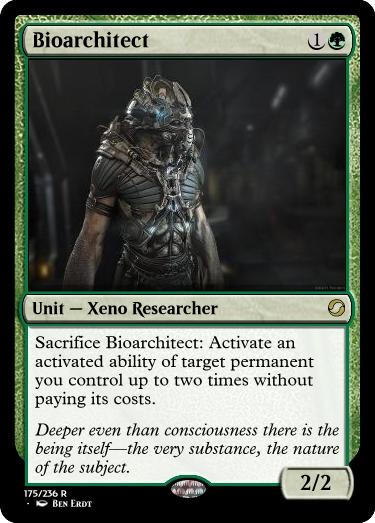 Bioarchitect 1
Unit — Xeno Researcher
Sacrifice Bioarchitect: Activate an
activated ability of target permanent
you control up to two times without
paying its costs.
Deeper even than consciousness there is the
being itself—the very substance, the nature
of the subject.
2/2
175/236 R
· Ben Erdt